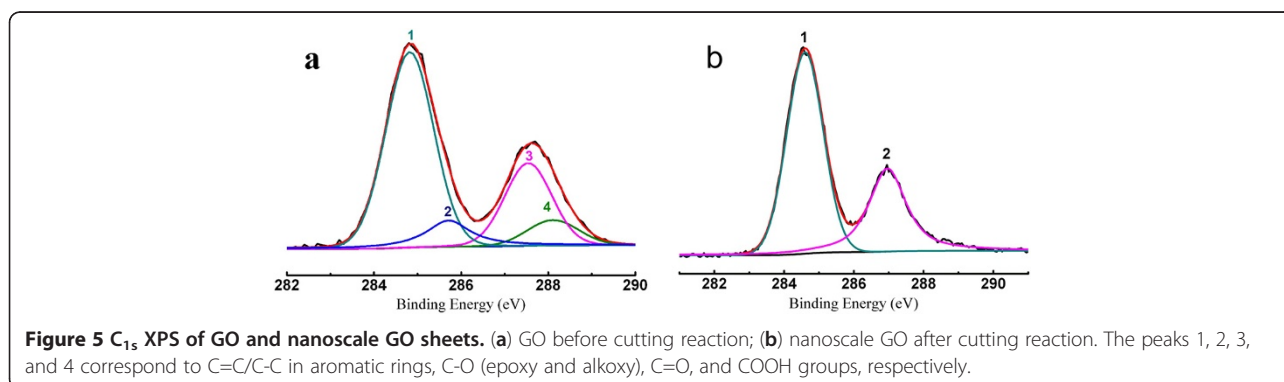 a
1
2
3
4
282 284 286 288 290
Binding Energy (eV)
b
1
2
282 284 286 288 290
Binding Energy (eV)
Figure 5 C1s XPS of GO and nanoscale GO sheets. (a) GO before cutting reaction; (b) nanoscale GO after cutting reaction. The peaks 1, 2, 3,
and 4 correspond to C=C/C-C in aromatic rings, C-O (epoxy and alkoxy), C=O, and COOH groups, respectively.